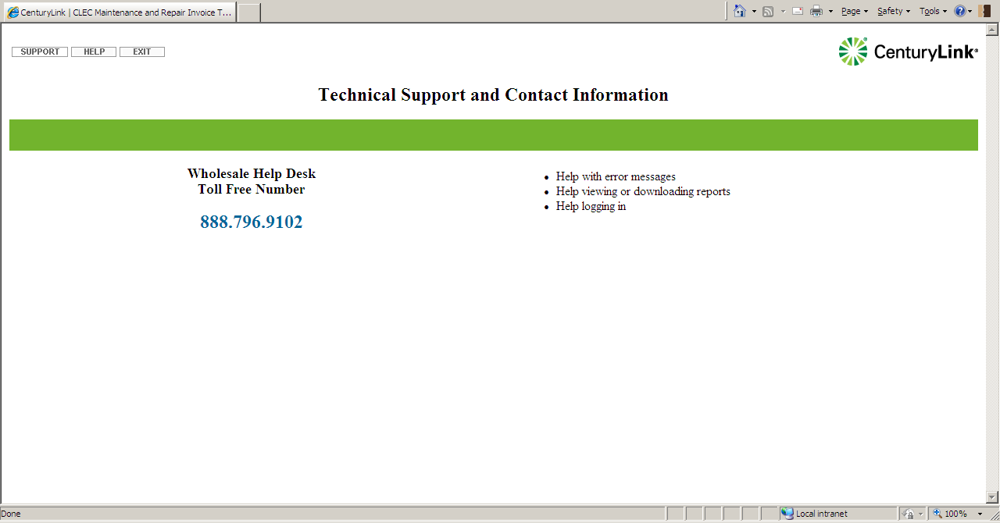 CenturyLink | CLEC Maintenance and Repair Invoice T...
Page
Safety
Tools
SUPPORT
HELP
EXIT
CenturyLink®
Technical Support and Contact Information
Wholesale Help Desk
Toll Free Number
888.796.9102
• Help with error messages
• Help viewing or downloading reports
• Help logging in
Done
Local intranet
100%